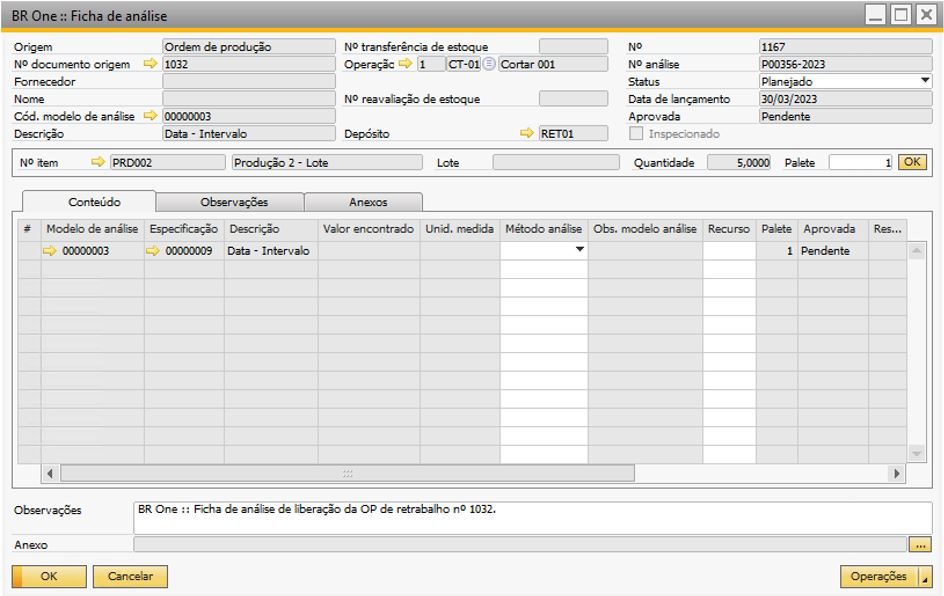 BR One :: Ficha de análise
Origem Ordem de produção Nº transferência de estoque Nº 1167
Nº documento origem 1032 Operação 1 CT-01 Cortar 001 Nº análise P00356-2023
Fornecedor Status Planejado
Nome Nº reavaliação de estoque Data de lançamento 30/03/2023
Cód. modelo de análise 00000003 Aprovada Pendente
Descrição Data - Intervalo Depósito RET01 Inspecionado
Nº item PRD002 Produção 2 - Lote Lote Quantidade 5,0000 Palete 1 OK
Conteúdo Observações Anexos
# Modelo de análise Especificação Descrição Valor encontrado Unid. medida Método análise Obs. modelo análise Recurso Palete Aprovada Res...
00000003 00000009 Data - Intervalo 1 Pendente
Observações BR One :: Ficha de análise de liberação da OP de retrabalho nº 1032.
Anexo ...
OK Cancelar Operações